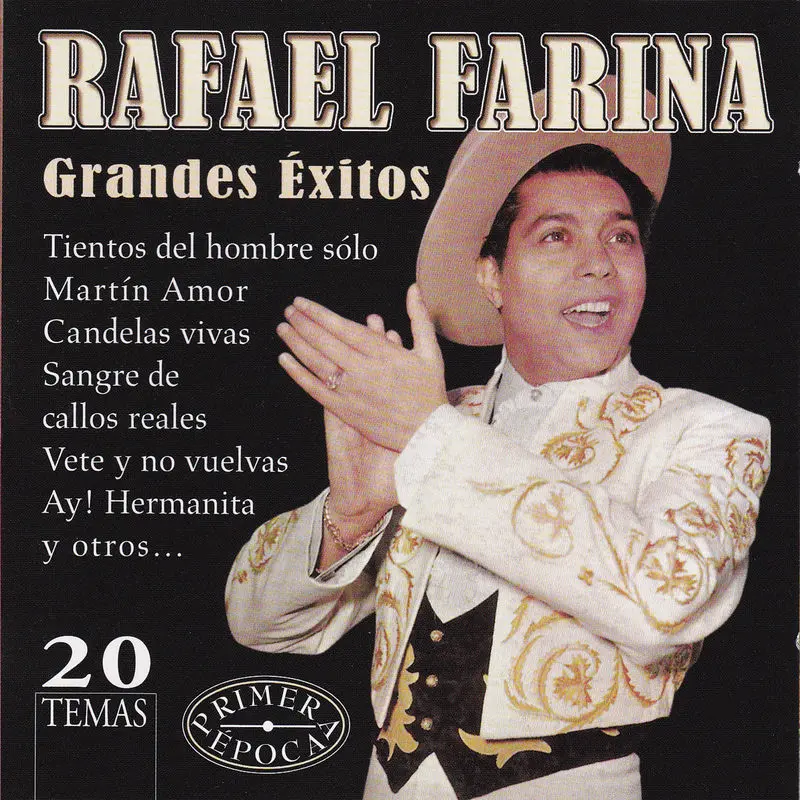 RAFAEL FARINA
Grandes Éxitos
Tientos del hombre sólo
Martín Amor
Candelas vivas
Sangre de
callos reales
Vete y no vuelvas
Ay! Hermanita
y otros...
20
TEMAS
PRIMERA
ÉPOCA